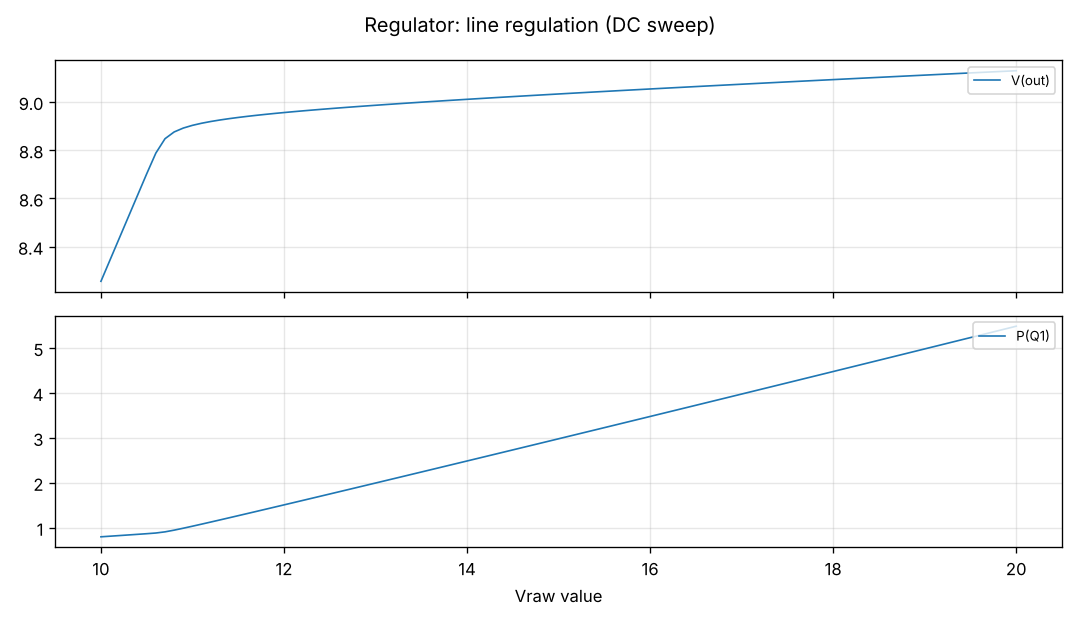 Regulator: line regulation (DC sweep)
V(out)
9.0
8.8
8.6
8.4
P(Q1)
5
4
3
2
1
10 12 14 16 18 20
Vraw value